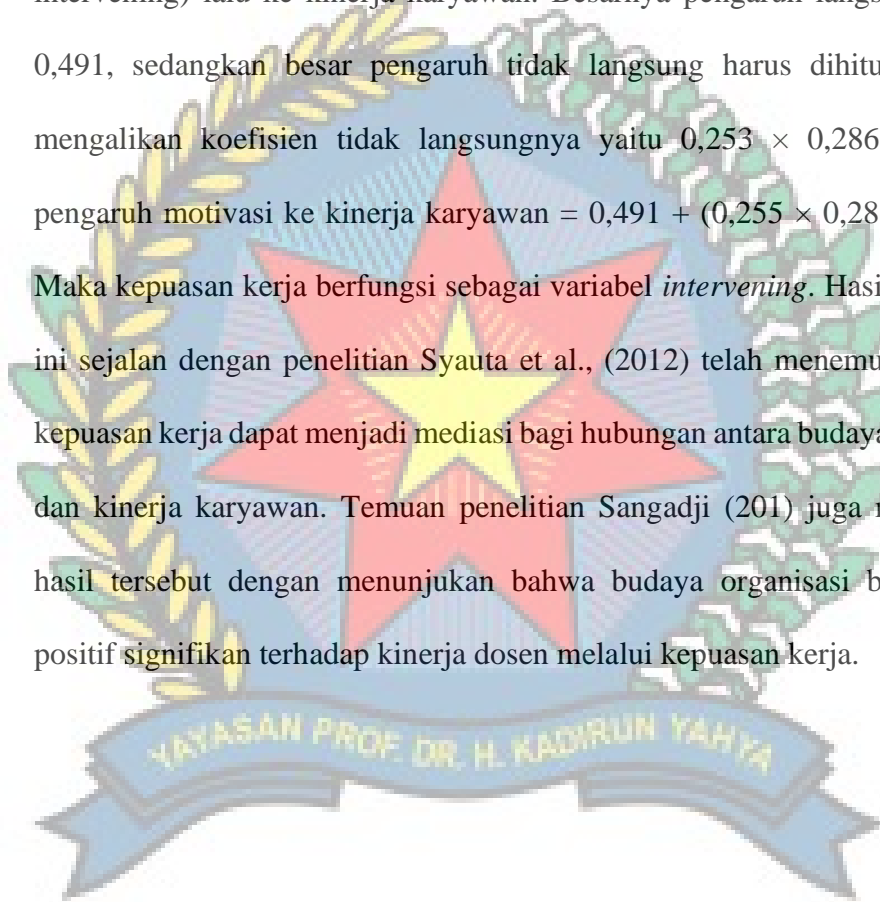 intervening) lalu ke kinerja karyawan. Besarnya pengaruh langs
0,491, sedangkan besar pengaruh tidak langsung harus dihitu
mengalikan koefisien tidak langsungnya yaitu 0,253 × 0,286
pengaruh motivasi ke kinerja karyawan = 0,491 + (0,255 × 0,28
Maka kepuasan kerja berfungsi sebagai variabel intervening. Hasi
ini sejalan dengan penelitian Syauta et al., (2012) telah menemu
kepuasan kerja dapat menjadi mediasi bagi hubungan antara budaya
dan kinerja karyawan. Temuan penelitian Sangadji (201) juga
hasil tersebut dengan menunjukan bahwa budaya organisasi b
positif signifikan terhadap kinerja dosen melalui kepuasan kerja.
YAYASAN PROF. DR. H. KADIRUN YAHYA